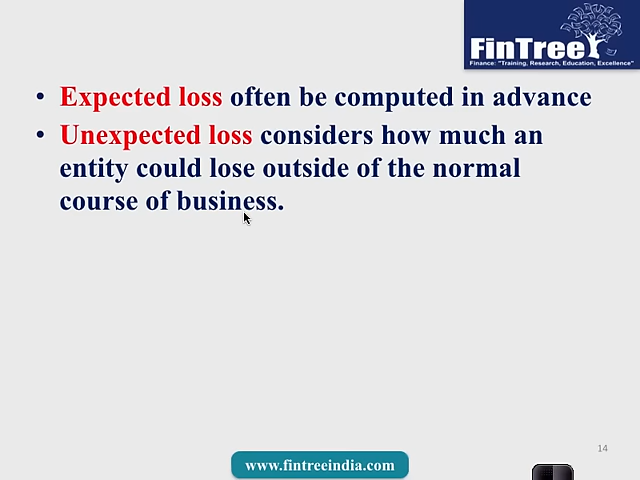 FinTree
Finance: "Training, Research, Education, Excellence"
• Expected loss often be computed in advance
• Unexpected loss considers how much an
entity could lose outside of the normal
course of business.
14
www.fintreeindia.com